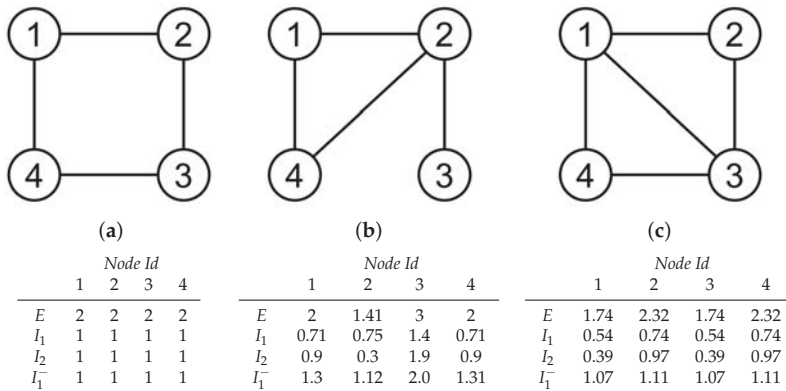 1 2 1 2 1 2
4 3 4 3 4 3
(a) (b) (c)
Node Id Node Id Node Id
1 2 3 4 1 2 3 4 1 2 3 4
E 2 2 2 2 E 2 1.41 3 2 E 1.74 2.32 1.74 2.32
I₁ 1 1 1 1 I₁ 0.71 0.75 1.4 0.71 I₁ 0.54 0.74 0.54 0.74
I₂ 1 1 1 1 I₂ 0.9 0.3 1.9 0.9 I₂ 0.39 0.97 0.39 0.97
I₁⁻ 1 1 1 1 I₁⁻ 1.3 1.12 2.0 1.31 I₁⁻ 1.07 1.11 1.07 1.11